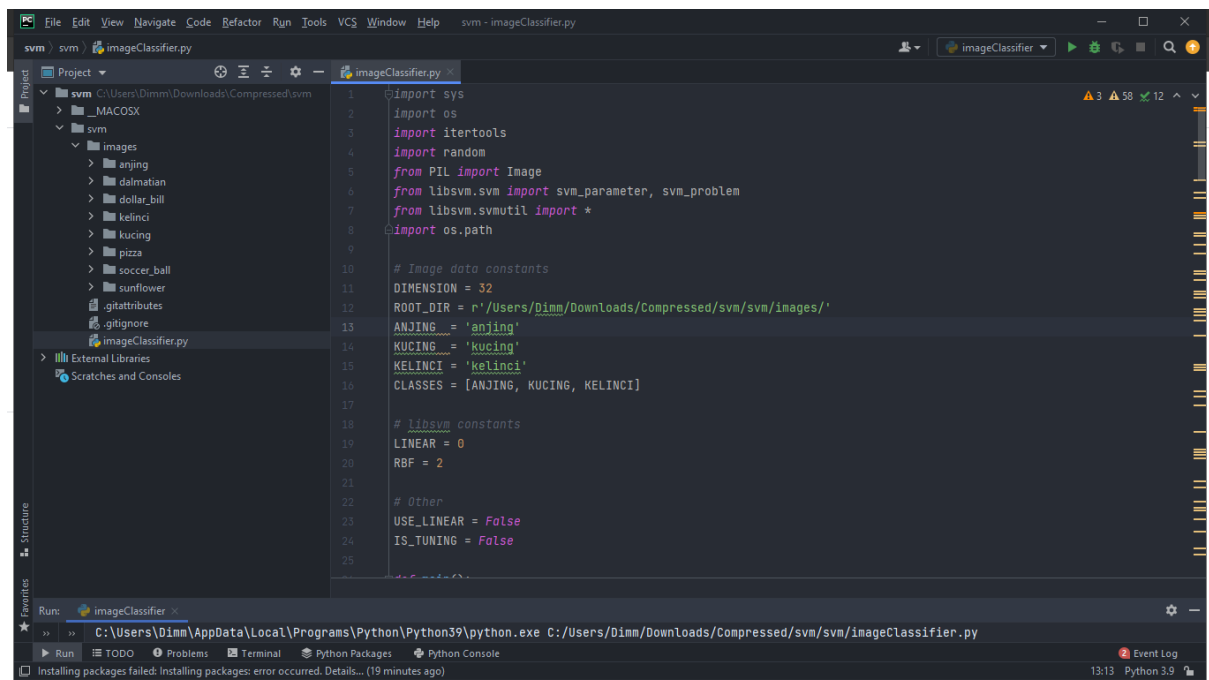 PC File Edit View Navigate Code Refactor Run Tools VCS Window Help svm - imageClassifier.py
svm svm imageClassifier.py imageClassifier
Project
Project
imageClassifier.py
svm C:\Users\Dimm\Downloads\Compressed\svm
__MACOSX
svm
images
anjing
dalmatian
dollar_bill
kelinci
kucing
pizza
soccer_ball
sunflower
.gitattributes
.gitignore
imageClassifier.py
External Libraries
Scratches and Consoles
Structure
Favorites
3 58 12
1 import sys
2 import os
3 import itertools
4 import random
5 from PIL import Image
6 from libsvm.svm import svm_parameter, svm_problem
7 from libsvm.svmutil import *
8 import os.path
9
10 # Image data constants
11 DIMENSION = 32
12 ROOT_DIR = r'/Users/Dimm/Downloads/Compressed/svm/svm/images/'
13 ANJING  = 'anjing'
14 KUCING  = 'kucing'
15 KELINCI = 'kelinci'
16 CLASSES = [ANJING, KUCING, KELINCI]
17
18 # libsvm constants
19 LINEAR = 0
20 RBF = 2
21
22 # Other
23 USE_LINEAR = False
24 IS_TUNING = False
25
def main():
Run: imageClassifier
C:\Users\Dimm\AppData\Local\Programs\Python\Python39\python.exe C:/Users/Dimm/Downloads/Compressed/svm/svm/imageClassifier.py
Run TODO Problems Terminal Python Packages Python Console 2 Event Log
Installing packages failed: Installing packages: error occurred. Details... (19 minutes ago) 13:13 Python 3.9